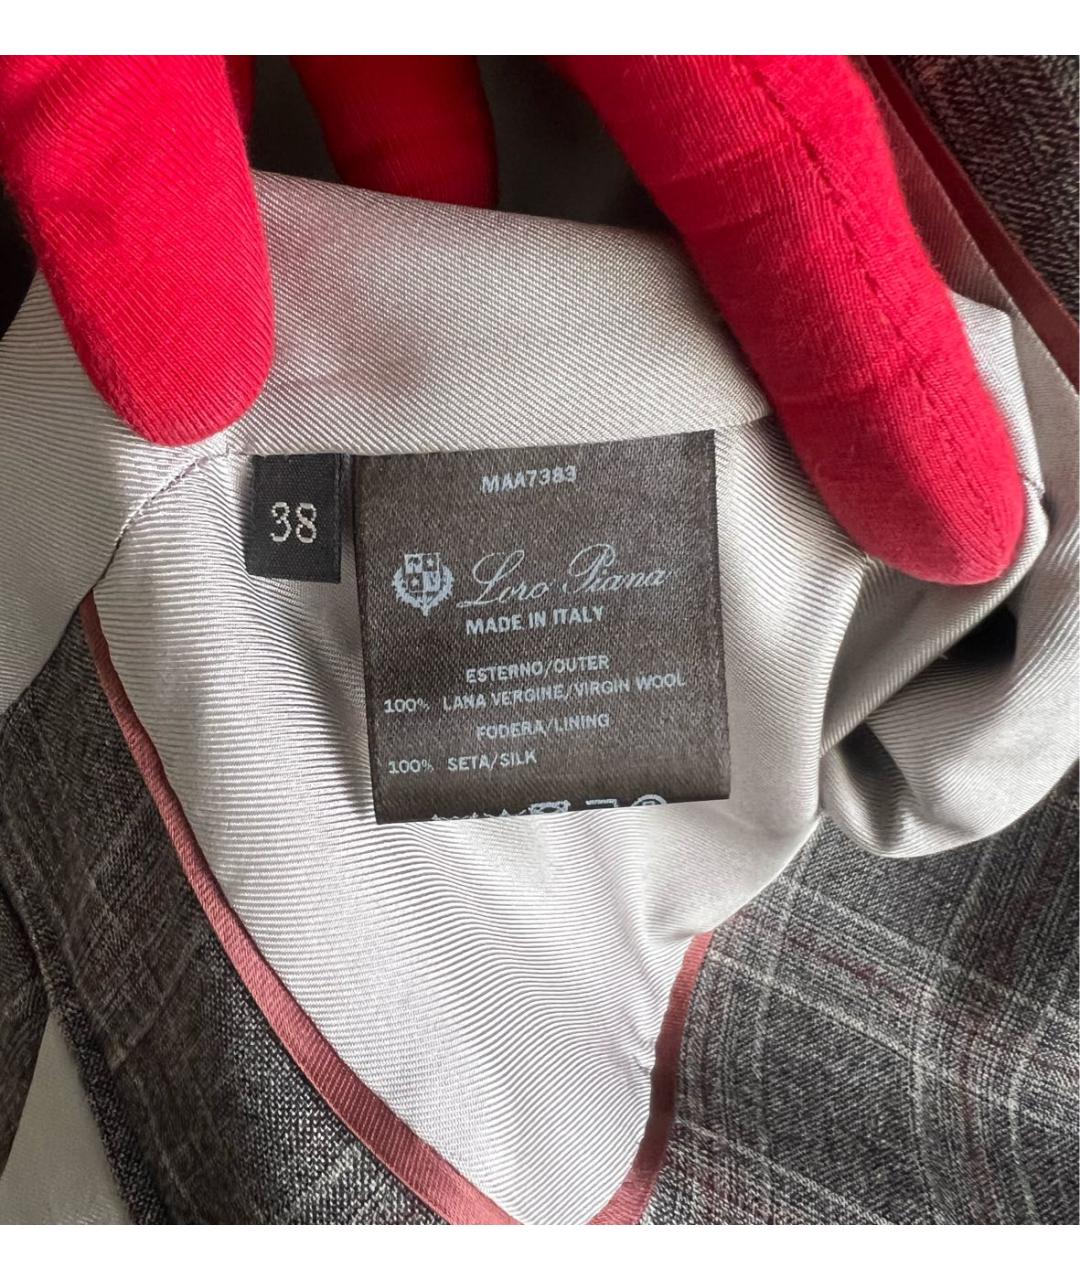 38
MAA7383
Loro Piana
MADE IN ITALY
ESTERNO/OUTER
100% LANA VERGINE/VIRGIN WOOL
FODERA/LINING
100% SETA/SILK